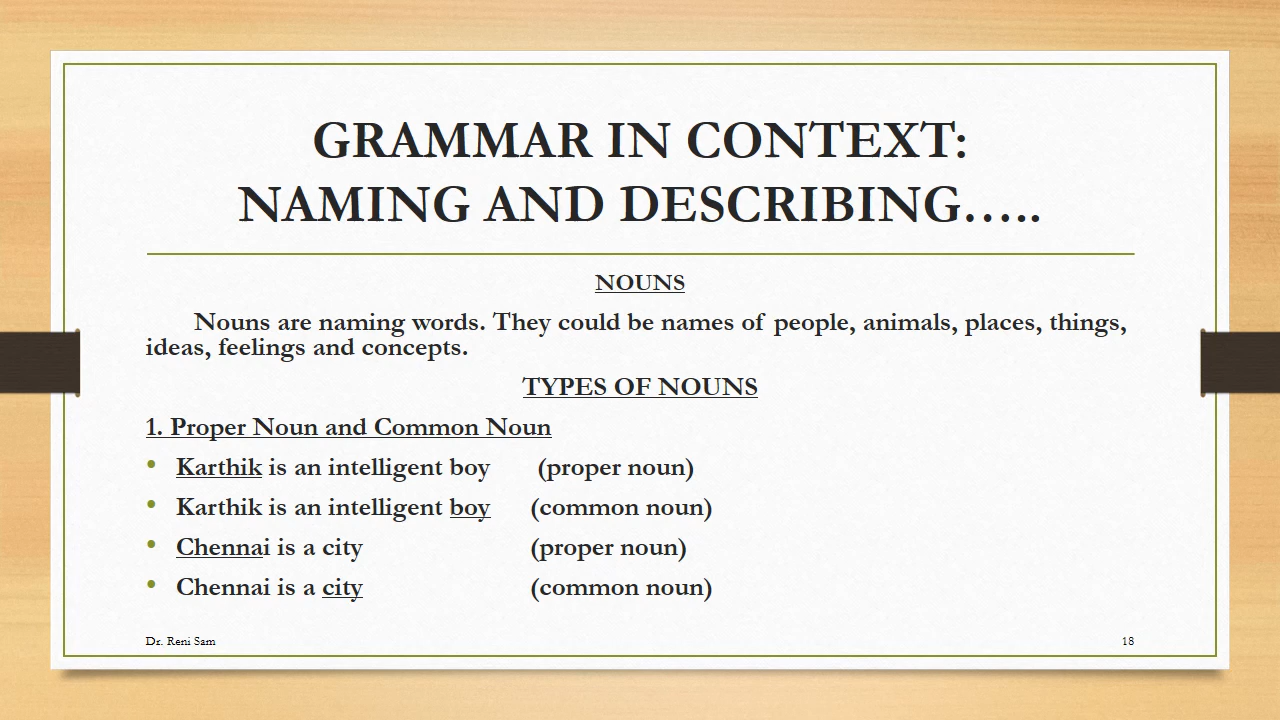 GRAMMAR IN CONTEXT:
NAMING AND DESCRIBING…..
NOUNS
Nouns are naming words. They could be names of people, animals, places, things,
ideas, feelings and concepts.
TYPES OF NOUNS
1. Proper Noun and Common Noun
• Karthik is an intelligent boy (proper noun)
• Karthik is an intelligent boy (common noun)
• Chennai is a city (proper noun)
• Chennai is a city (common noun)
Dr. Reni Sam 18